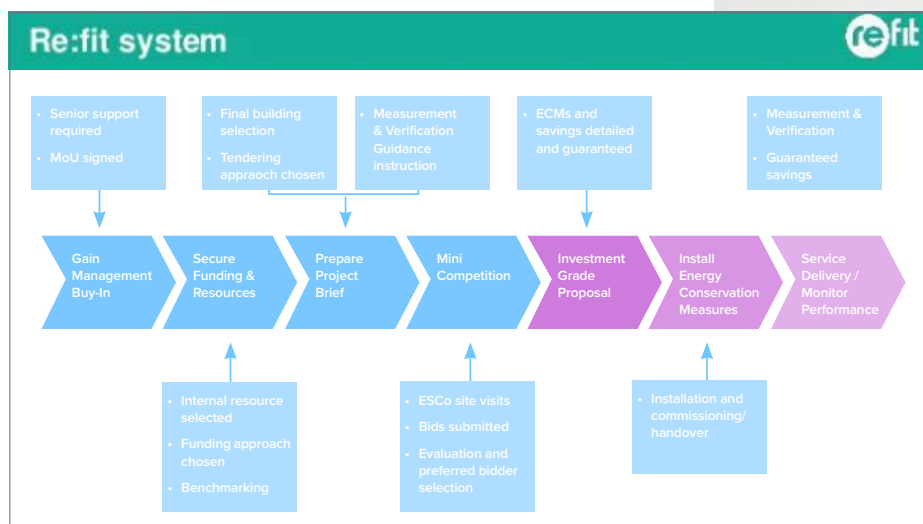 Re:fit system
re:fit
• Senior support
required
• MoU signed
• Final building
selection
• Tendering
appraoch chosen
• Measurement
& Verification
Guidance
instruction
• ECMs and
savings detailed
and guaranteed
• Measurement &
Verification
• Guaranteed
savings
Gain
Management
Buy-In
Secure
Funding &
Resources
Prepare
Project
Brief
Mini
Competition
Investment
Grade
Proposal
Install
Energy
Conservation
Measures
Service
Delivery /
Monitor
Performance
• Internal resource
selected
• Funding approach
chosen
• Benchmarking
• ESCo site visits
• Bids submitted
• Evaluation and
preferred bidder
selection
• Installation and
commissioning/
handover